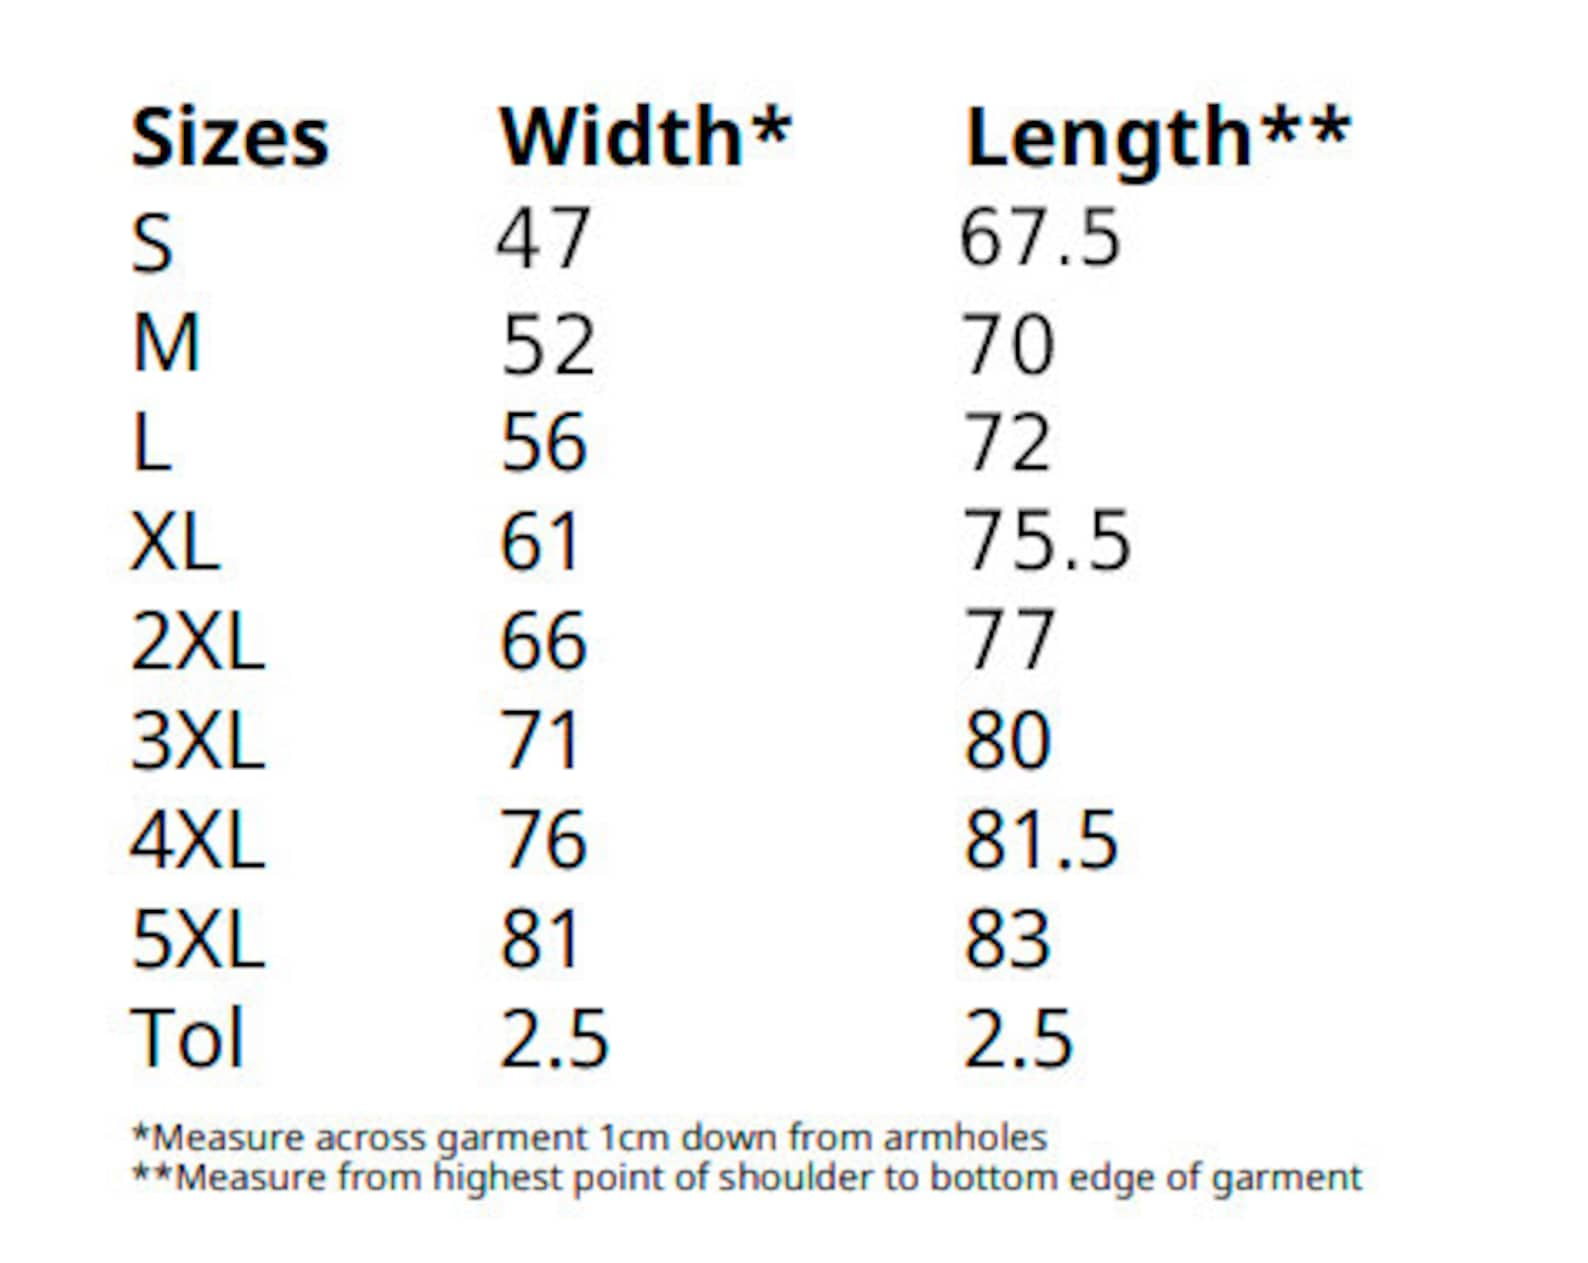 Sizes Width* Length**
S 47 67.5
M 52 70
L 56 72
XL 61 75.5
2XL 66 77
3XL 71 80
4XL 76 81.5
5XL 81 83
Tol 2.5 2.5
*Measure across garment 1cm down from armholes
**Measure from highest point of shoulder to bottom edge of garment